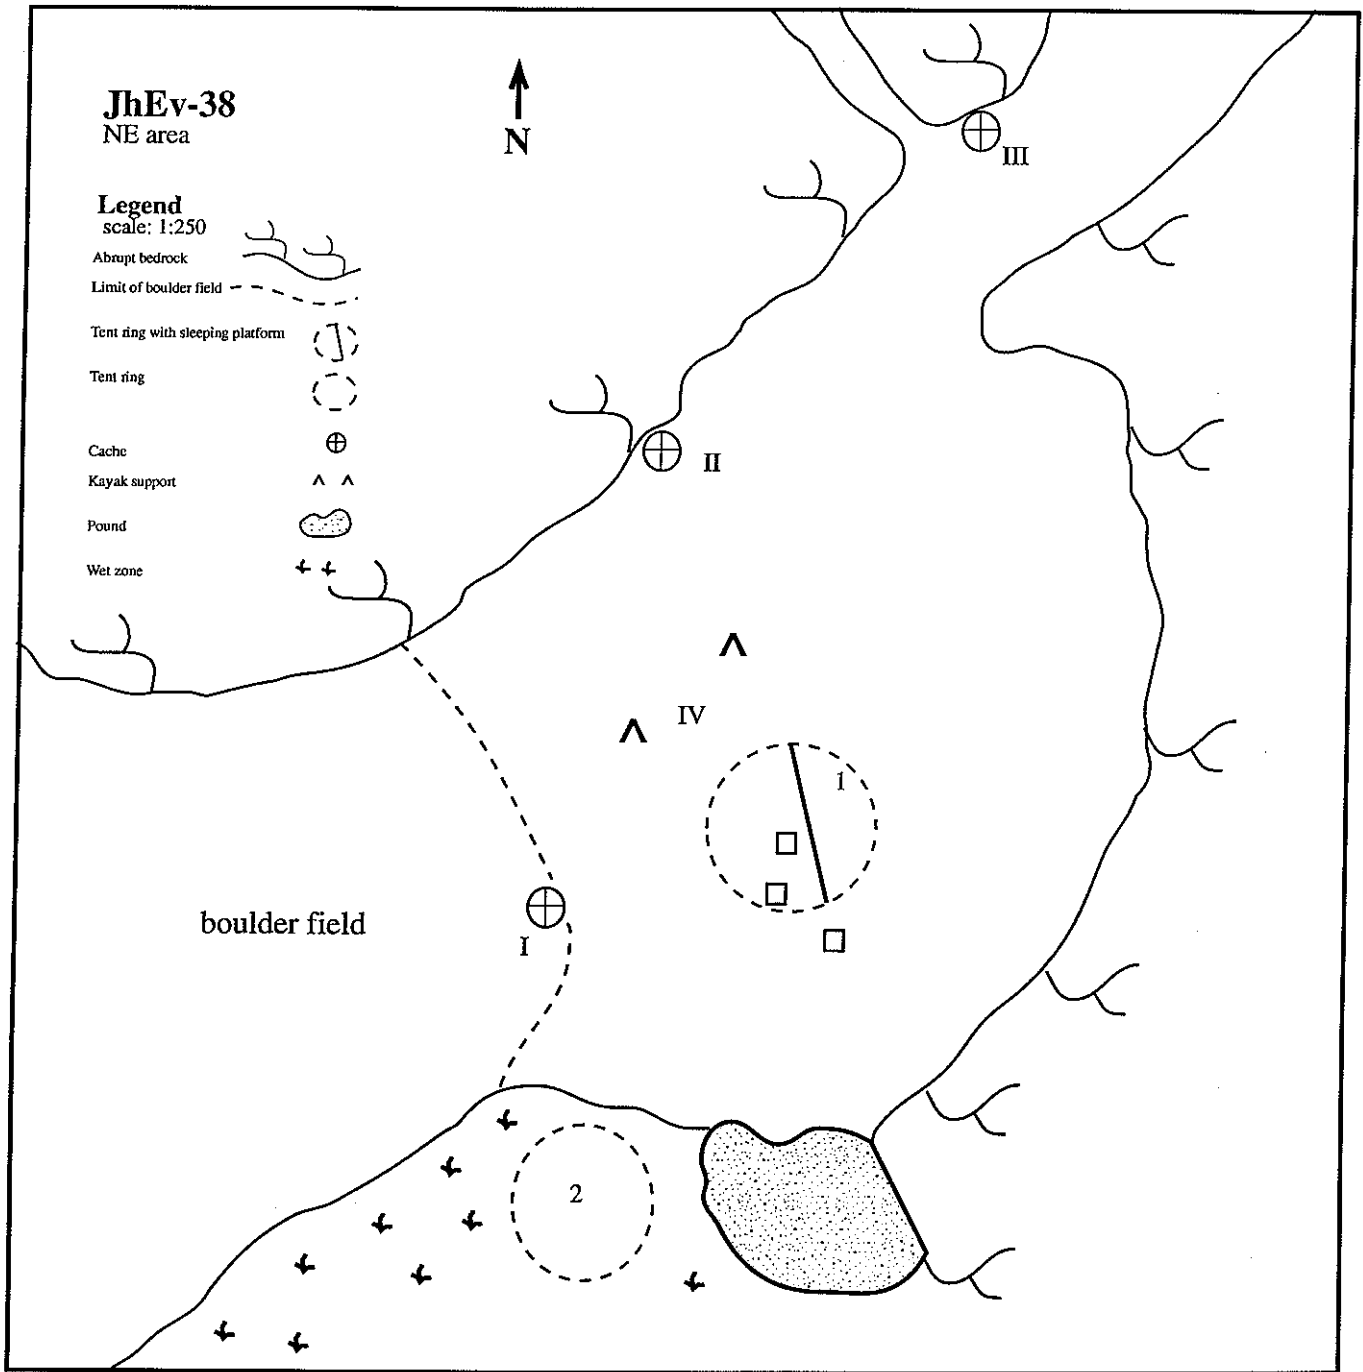 JhEv-38
NE area
N
Legend
scale: 1:250
Abrupt bedrock
Limit of boulder field
Tent ring with sleeping platform
Tent ring
Cache
Kayak support
Pound
Wet zone
III
II
IV
1
boulder field
I
2